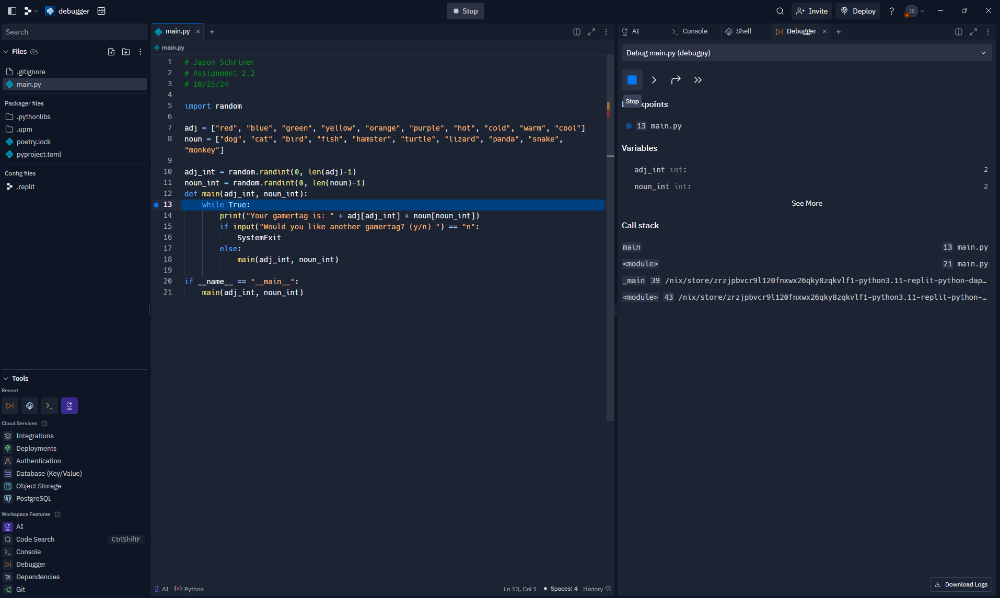 debugger
Stop
Invite
Deploy
?
JS
Search
Files
.gitignore
main.py
Packager files
.pythonlibs
.upm
poetry.lock
pyproject.toml
Config files
.replit
Tools
Recent
Cloud Services
Integrations
Deployments
Authentication
Database (Key/Value)
Object Storage
PostgreSQL
Workspace Features
AI
Code Search CtrlShiftF
Console
Debugger
Dependencies
Git
main.py
main.py
1 # Jason Schriner
2 # Assignment 2.2
3 # 10/25/24
4
5 import random
6
7 adj = ["red", "blue", "green", "yellow", "orange", "purple", "hot", "cold", "warm", "cool"]
8 noun = ["dog", "cat", "bird", "fish", "hamster", "turtle", "lizard", "panda", "snake",
"monkey"]
9
10 adj_int = random.randint(0, len(adj)-1)
11 noun_int = random.randint(0, len(noun)-1)
12 def main(adj_int, noun_int):
13 while True:
14 print("Your gamertag is: " + adj[adj_int] + noun[noun_int])
15 if input("Would you like another gamertag? (y/n) ") == "n":
16 SystemExit
17 else:
18 main(adj_int, noun_int)
19
20 if __name__ == "__main__":
21 main(adj_int, noun_int)
AI Python
Ln 13, Col 1 Spaces: 4 History
AI
Console
Shell
Debugger
Debug main.py (debugpy)
Stop
kpoints
13 main.py
Variables
adj_int int: 2
noun_int int: 2
See More
Call stack
main 13 main.py
<module> 21 main.py
_main 39 /nix/store/zrzjpbvcr9l120fnxwx26qky8zqkvlf1-python3.11-replit-python-dap…
<module> 43 /nix/store/zrzjpbvcr9l120fnxwx26qky8zqkvlf1-python3.11-replit-python-…
Download Logs